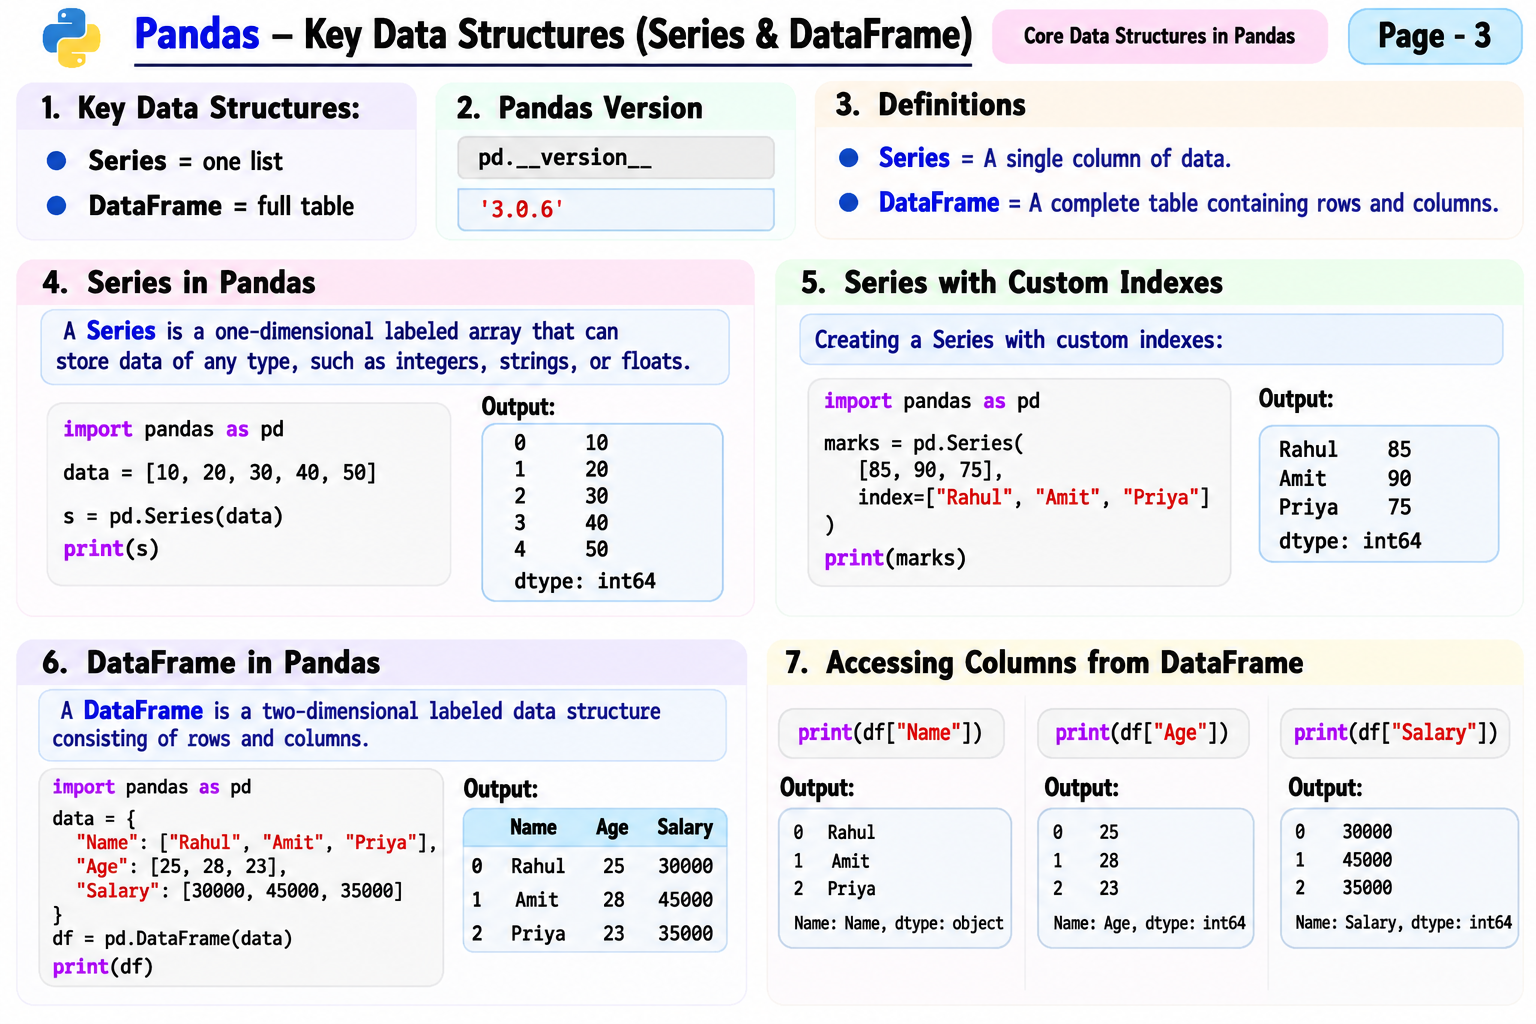 Pandas – Key Data Structures (Series & DataFrame)
Core Data Structures in Pandas
Page - 3
1. Key Data Structures:
Series = one list
DataFrame = full table
2. Pandas Version
pd.__version__
'3.0.6'
3. Definitions
Series = A single column of data.
DataFrame = A complete table containing rows and columns.
4. Series in Pandas
A Series is a one-dimensional labeled array that can
store data of any type, such as integers, strings, or floats.
import pandas as pd
data = [10, 20, 30, 40, 50]
s = pd.Series(data)
print(s)
Output:
0 10
1 20
2 30
3 40
4 50
dtype: int64
5. Series with Custom Indexes
Creating a Series with custom indexes:
import pandas as pd
marks = pd.Series(
[85, 90, 75],
index=["Rahul", "Amit", "Priya"]
)
print(marks)
Output:
Rahul 85
Amit 90
Priya 75
dtype: int64
6. DataFrame in Pandas
A DataFrame is a two-dimensional labeled data structure
consisting of rows and columns.
import pandas as pd
data = {
"Name": ["Rahul", "Amit", "Priya"],
"Age": [25, 28, 23],
"Salary": [30000, 45000, 35000]
}
df = pd.DataFrame(data)
print(df)
Output:
Name Age Salary
0 Rahul 25 30000
1 Amit 28 45000
2 Priya 23 35000
7. Accessing Columns from DataFrame
print(df["Name"])
Output:
0 Rahul
1 Amit
2 Priya
Name: Name, dtype: object
print(df["Age"])
Output:
0 25
1 28
2 23
Name: Age, dtype: int64
print(df["Salary"])
Output:
0 30000
1 45000
2 35000
Name: Salary, dtype: int64